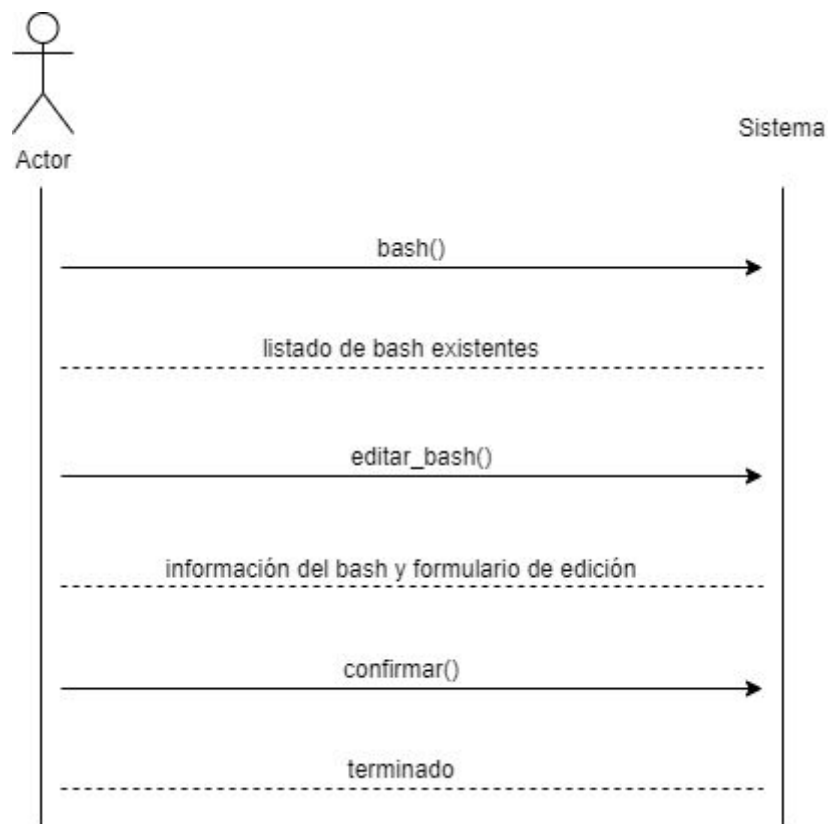 Sistema
Actor
bash()
listado de bash existentes
editar_bash()
información del bash y formulario de edición
confirmar()
terminado